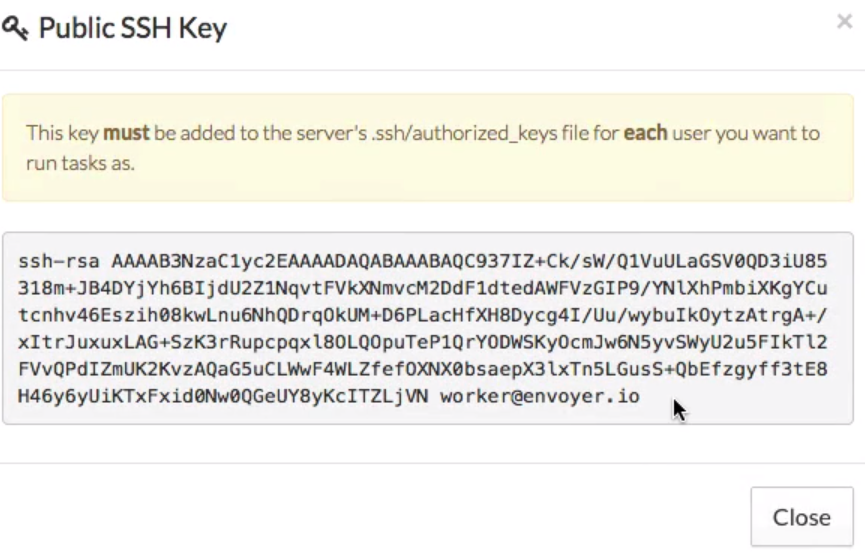 Public SSH Key
×
This key must be added to the server's .ssh/authorized_keys file for each user you want to
run tasks as.
ssh-rsa AAAAB3NzaC1yc2EAAAADAQABAAABAQC937IZ+Ck/sW/Q1VuULaGSV0QD3iU85
318m+JB4DYjYh6BIjdU2Z1NqvtFVkXNmvcM2DdF1dtedAWFVzGIP9/YNlXhPmbiXKgYCu
tcnhv46Eszih08kwLnu6NhQDrqOkUM+D6PLacHfXH8Dycg4I/Uu/wybuIkOytzAtrgA+/
xItrJuxuxLAG+SzK3rRupcpqxl8OLQOpuTeP1QrYODWSKyOcmJw6N5yvSWyU2u5FIkTl2
FVvQPdIZmUK2KvzAQaG5uCLWwF4WLZfefOXNX0bsaepX3lxTn5LGusS+QbEfzgyff3tE8
H46y6yUiKTxFxid0Nw0QGeUY8yKcITZLjVN worker@envoyer.io
Close